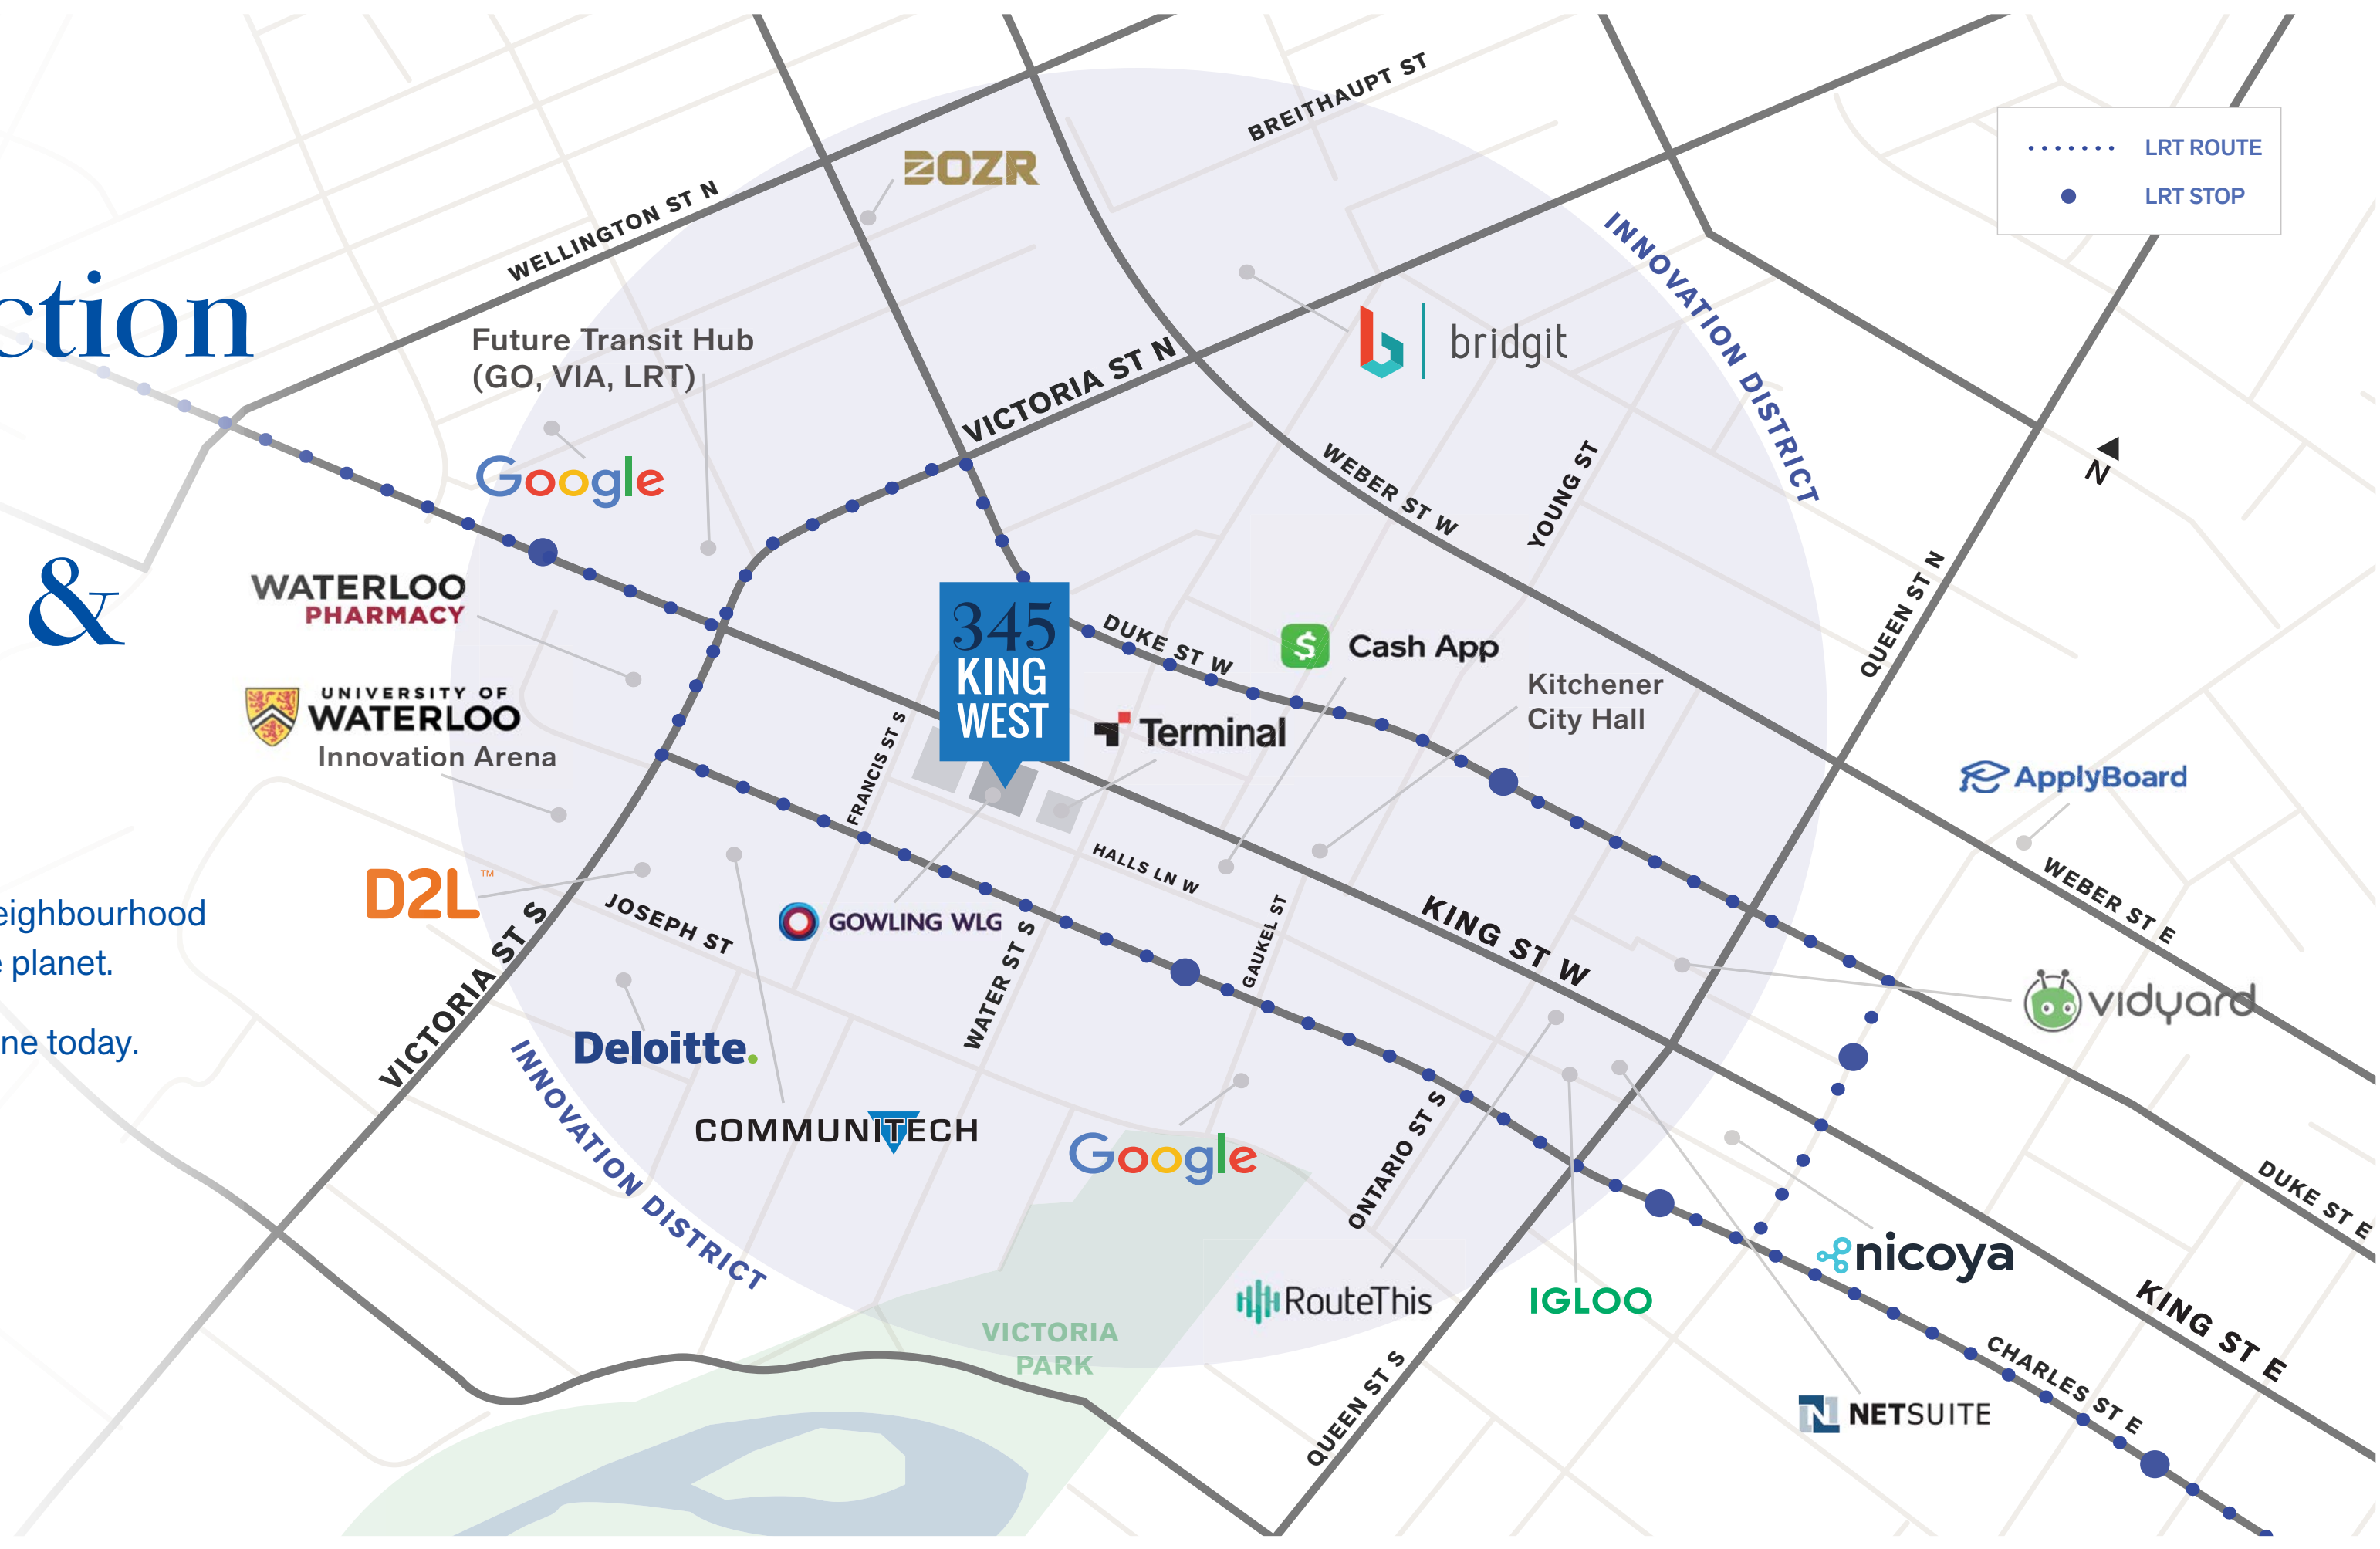 BREITHAUPT ST
DOZR
LRT ROUTE
LRT STOP
WELLINGTON ST N
INNOVATION DISTRICT
ction
Future Transit Hub
(GO, VIA, LRT)
bridgit
VICTORIA ST N
Google
WEBER ST W
YOUNG ST
N
&
WATERLOO
PHARMACY
345
KING
WEST
DUKE ST W
Cash App
QUEEN ST N
UNIVERSITY OF
WATERLOO
Innovation Arena
Terminal
Kitchener
City Hall
FRANCIS ST S
ApplyBoard
HALLS LN W
D2L™
JOSEPH ST
GOWLING WLG
WEBER ST E
eighbourhood
e planet.
ne today.
VICTORIA ST S
WATER ST S
GAUKEL ST
KING ST W
vidyard
Deloitte.
INNOVATION DISTRICT
COMMUNITECH
Google
ONTARIO ST S
DUKE ST E
nicoya
RouteThis
IGLOO
VICTORIA
PARK
KING ST E
CHARLES ST E
QUEEN ST S
N NETSUITE